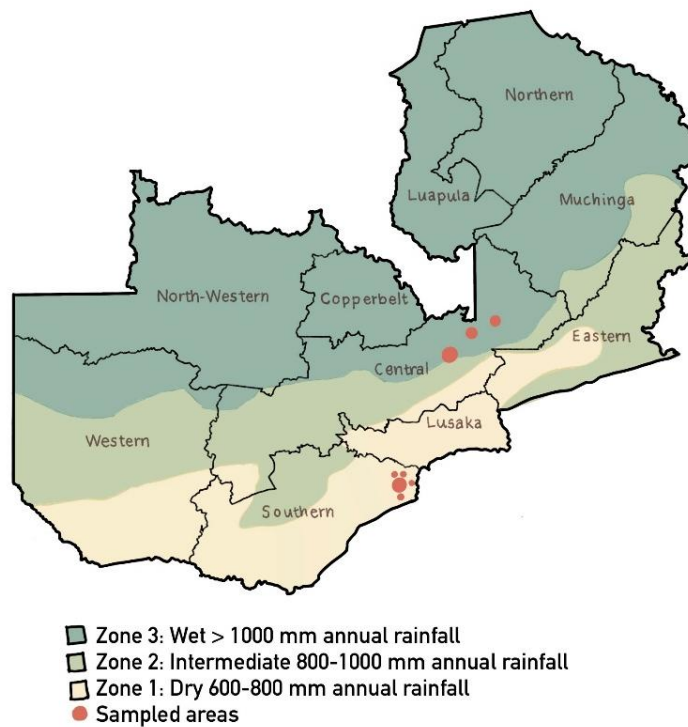 Northern
Luapula
Muchinga
North-Western
Copperbelt
Eastern
Central
Lusaka
Western
Southern
Zone 3: Wet > 1000 mm annual rainfall
Zone 2: Intermediate 800-1000 mm annual rainfall
Zone 1: Dry 600-800 mm annual rainfall
Sampled areas